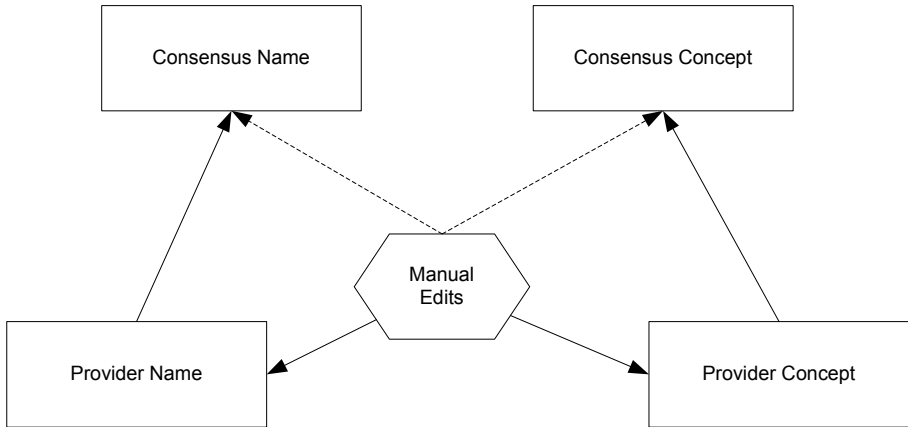 Consensus Name
Consensus Concept
Manual
Edits
Provider Name
Provider Concept